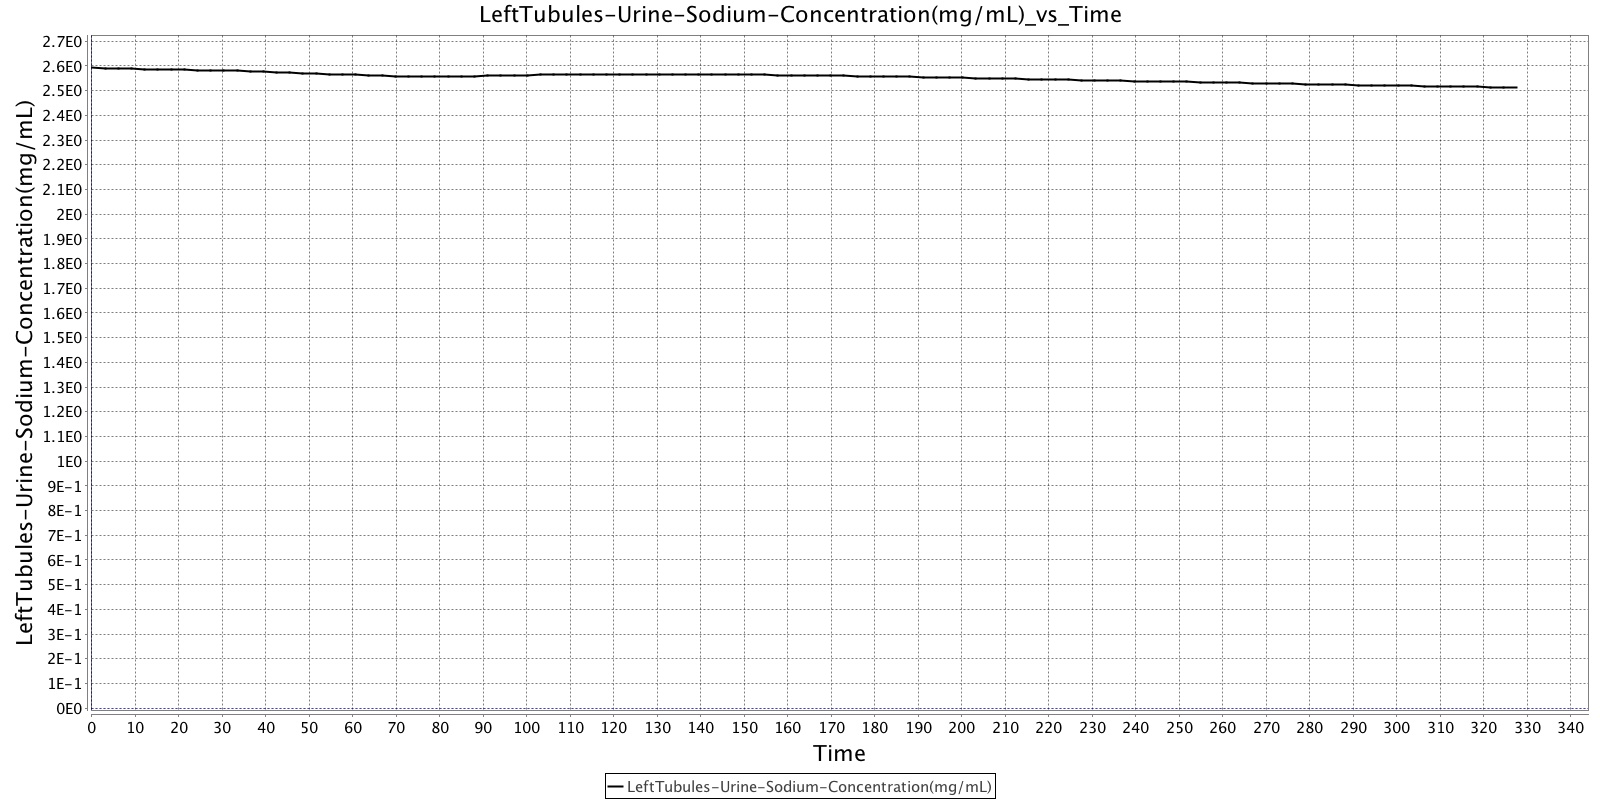 LeftTubules-Urine-Sodium-Concentration(mg/mL)_vs_Time
LeftTubules-Urine-Sodium-Concentration(mg/mL)
2.7E0
2.6E0
2.5E0
2.4E0
2.3E0
2.2E0
2.1E0
2E0
1.9E0
1.8E0
1.7E0
1.6E0
1.5E0
1.4E0
1.3E0
1.2E0
1.1E0
1E0
9E-1
8E-1
7E-1
6E-1
5E-1
4E-1
3E-1
2E-1
1E-1
0E0
0 10 20 30 40 50 60 70 80 90 100 110 120 130 140 150 160 170 180 190 200 210 220 230 240 250 260 270 280 290 300 310 320 330 340
Time
LeftTubules-Urine-Sodium-Concentration(mg/mL)